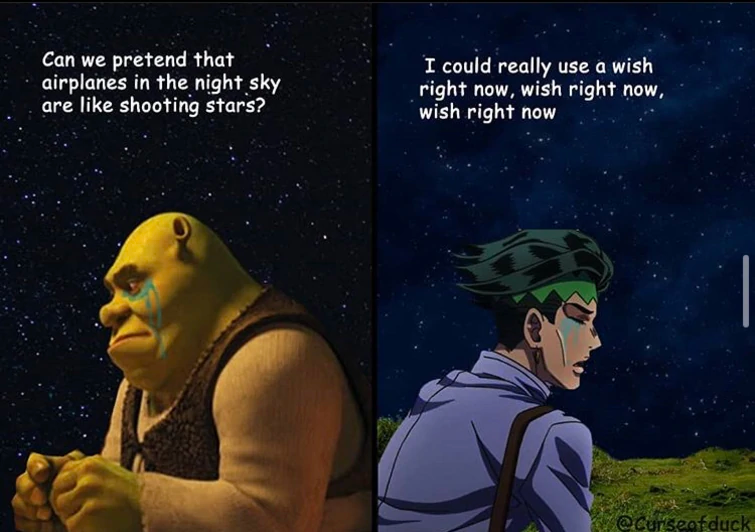 Can we pretend that
airplanes in the night sky
are like shooting stars?
I could really use a wish
right now, wish right now,
wish right now
@Curseofduck